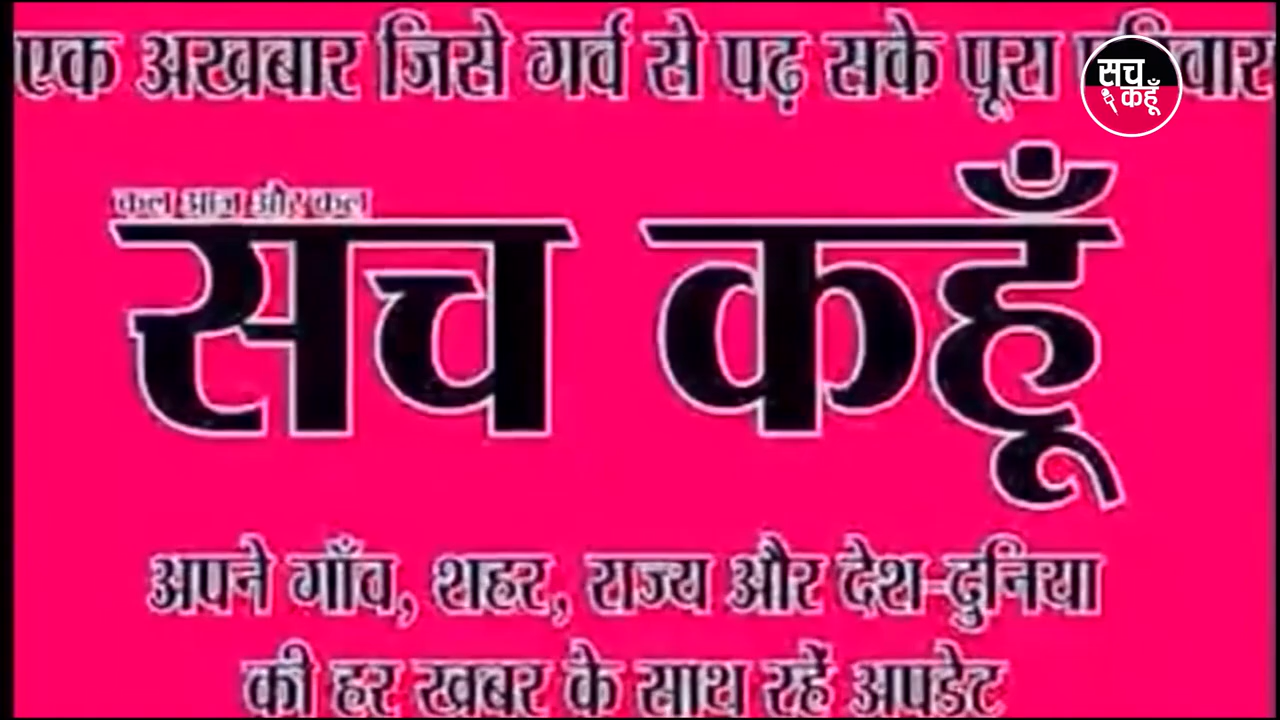 एक अखबार जिसे गर्व से पढ़ सके पूरा परिवार
सच
कहूँ
कल आज और कल
सच कहूँ
अपने गाँव, शहर, राज्य और देश-दुनिया
की हर खबर के साथ रहें अपडेट